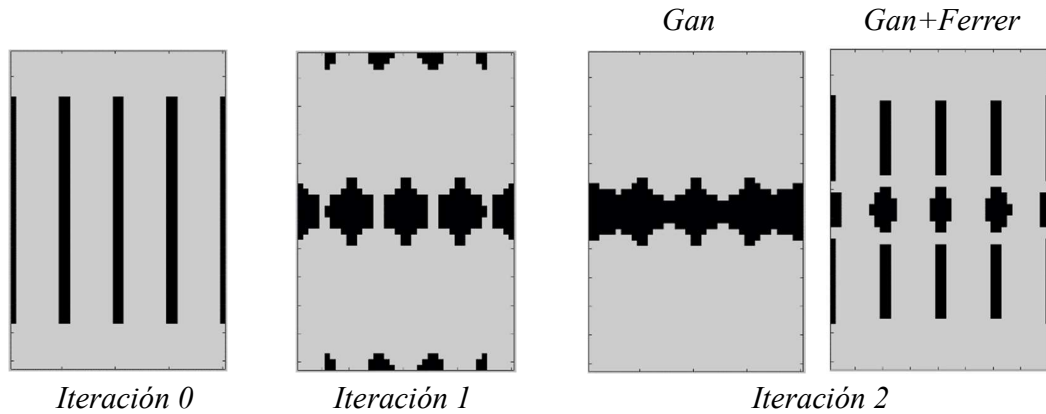 Gan
Gan+Ferrer
Iteración 0
Iteración 1
Iteración 2